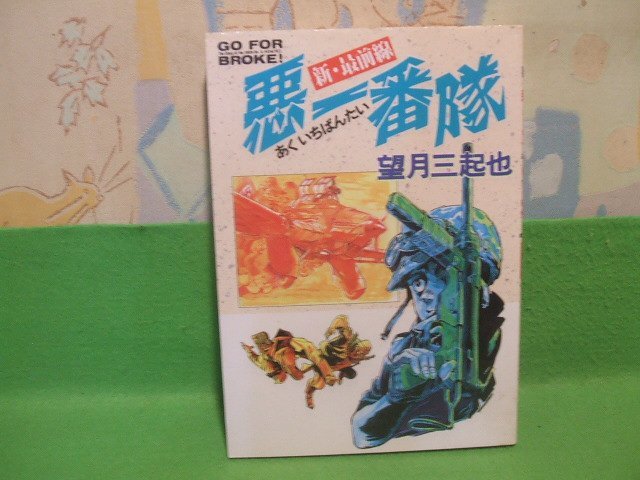 GO FOR
BROKE!
新・最前線
悪一番隊
あくいちばんたい
望月三起也